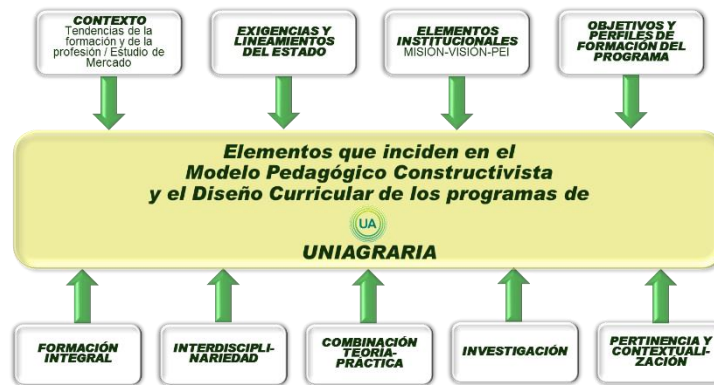 CONTEXTO
Tendencias de la
formación y de la
profesión / Estudio de
Mercado
EXIGENCIAS Y
LINEAMIENTOS
DEL ESTADO
ELEMENTOS
INSTITUCIONALES
MISIÓN-VISIÓN-PEI
OBJETIVOS Y
PERFILES DE
FORMACIÓN DEL
PROGRAMA
Elementos que inciden en el
Modelo Pedagógico Constructivista
y el Diseño Curricular de los programas de
UA
UNIAGRARIA
FORMACIÓN
INTEGRAL
INTERDISCIPLI-
NARIEDAD
COMBINACIÓN
TEORIA-
PRÁCTICA
INVESTIGACIÓN
PERTINENCIA Y
CONTEXTUALI-
ZACIÓN